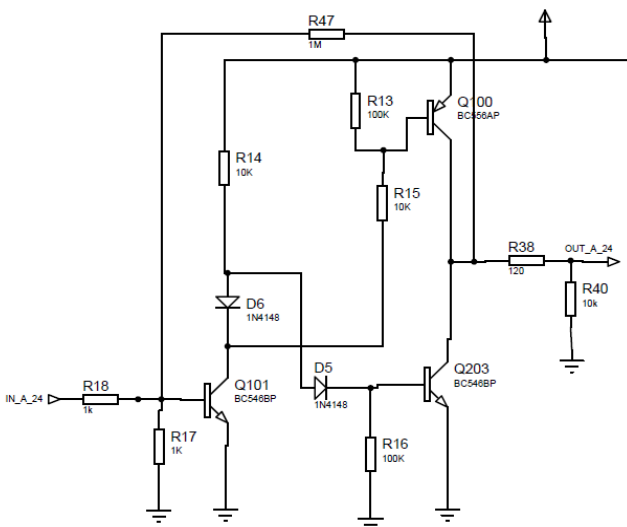 R47
1M
R13
100K
Q100
BC556AP
R14
10K
R15
10K
R38
120
OUT_A_24
R40
10k
D6
1N4148
D5
1N4148
Q203
BC546BP
Q101
BC546BP
R18
IN_A_24
1k
R17
1K
R16
100K